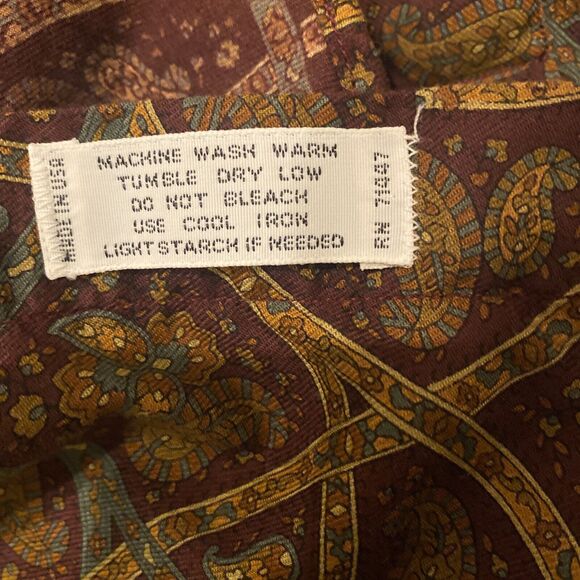 MADE IN USA
MACHINE WASH WARM
TUMBLE DRY LOW
DO NOT BLEACH
USE COOL IRON
LIGHT STARCH IF NEEDED
RN 71047